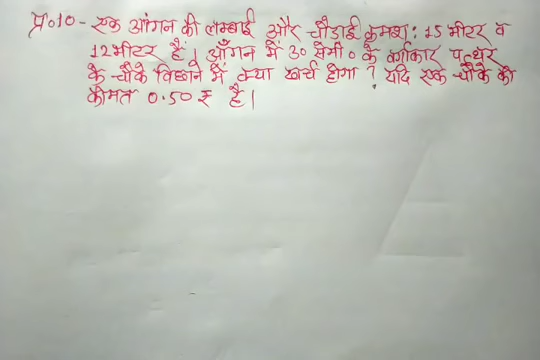 प्र०10- एक आंगन की लम्बाई और चौड़ाई क्रमश: 15 मीटर व
12 मीटर हैं। आँगन में 30 सेमी० के वर्गाकार पत्थर
के चौके बिछाने में क्या खर्च होगा ? यदि एक चौके की
कीमत 0.50 ₹ है।